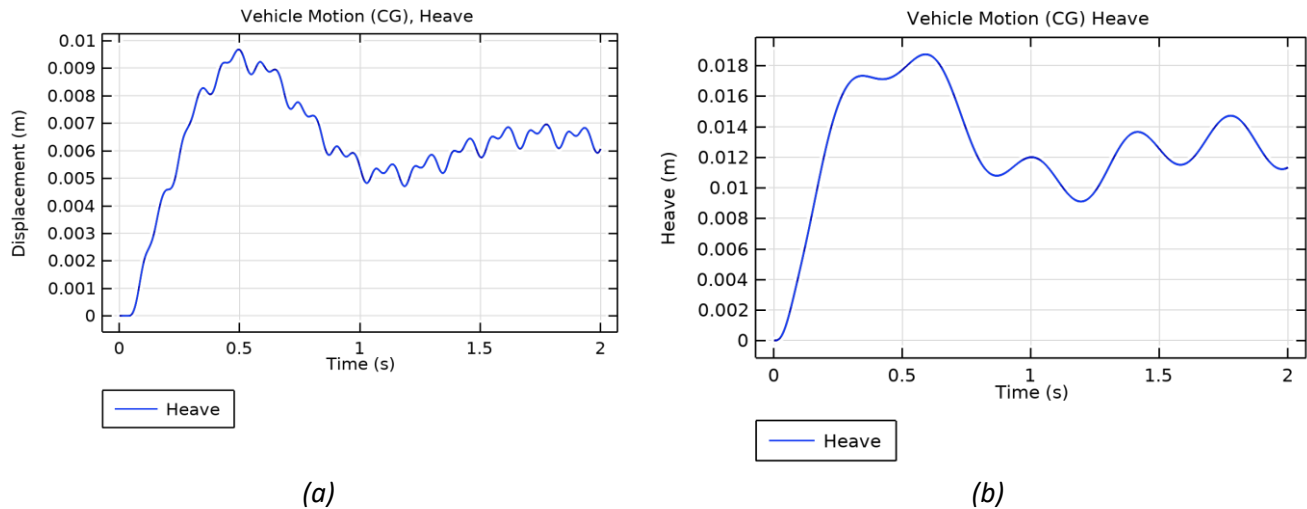 Vehicle Motion (CG), Heave
0.01
0.009
0.008
0.007
0.006
0.005
0.004
0.003
0.002
0.001
0
Displacement (m)
0 0.5 1 1.5 2
Time (s)
Heave
(a)
Vehicle Motion (CG) Heave
0.018
0.016
0.014
0.012
0.01
0.008
0.006
0.004
0.002
0
Heave (m)
0 0.5 1 1.5 2
Time (s)
Heave
(b)